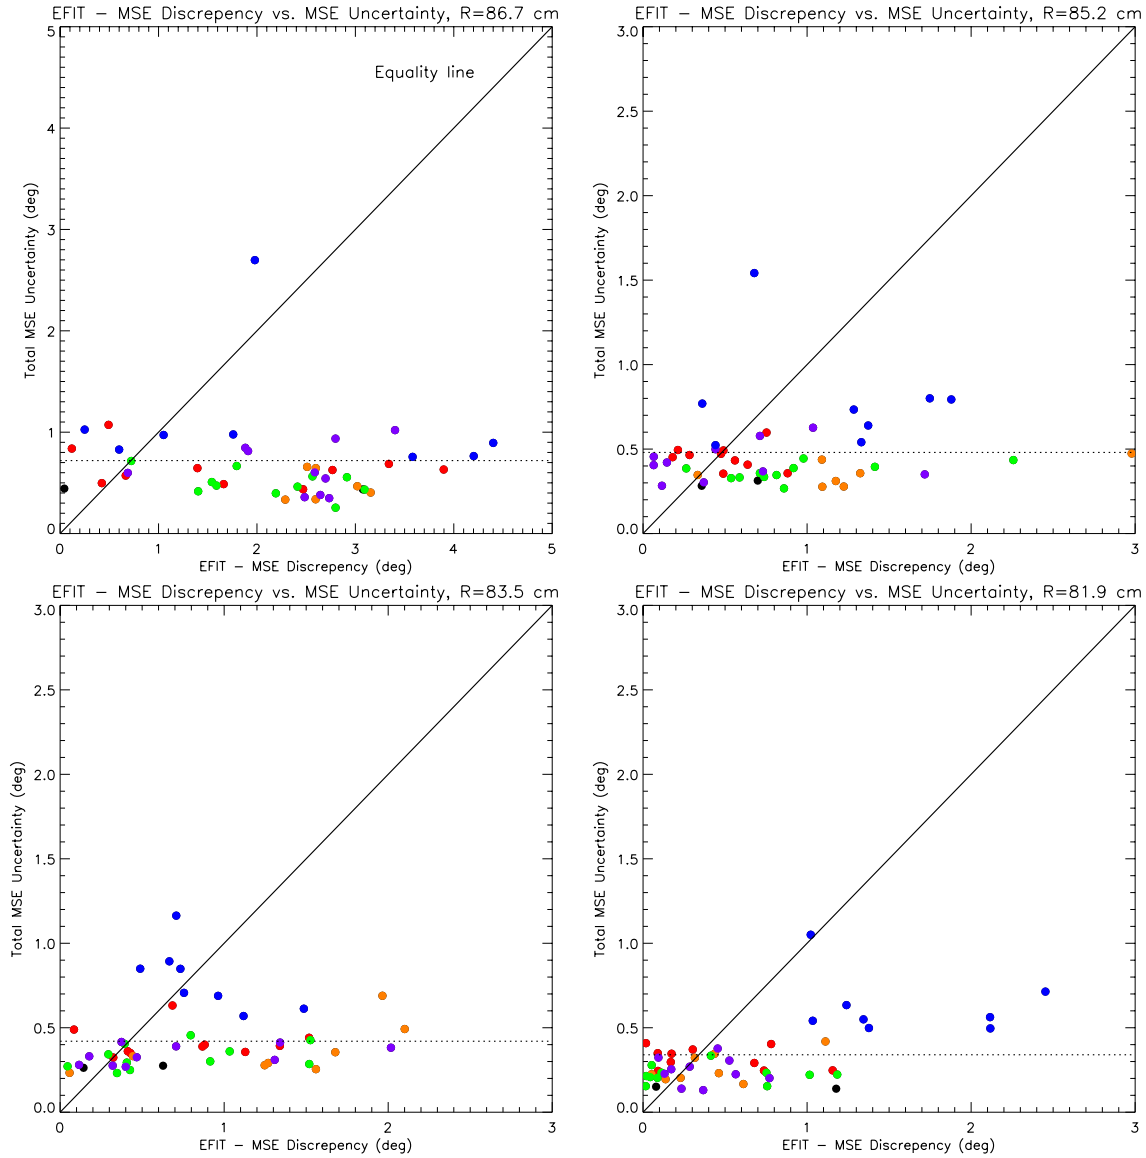 EFIT - MSE Discrepency vs. MSE Uncertainty, R=86.7 cm
5
4
3
2
1
0
Total MSE Uncertainty (deg)
Equality line
0 1 2 3 4 5
EFIT - MSE Discrepency (deg)
EFIT - MSE Discrepency vs. MSE Uncertainty, R=85.2 cm
3.0
2.5
2.0
1.5
1.0
0.5
0.0
Total MSE Uncertainty (deg)
0 1 2 3
EFIT - MSE Discrepency (deg)
EFIT - MSE Discrepency vs. MSE Uncertainty, R=83.5 cm
3.0
2.5
2.0
1.5
1.0
0.5
0.0
Total MSE Uncertainty (deg)
0 1 2 3
EFIT - MSE Discrepency (deg)
EFIT - MSE Discrepency vs. MSE Uncertainty, R=81.9 cm
3.0
2.5
2.0
1.5
1.0
0.5
0.0
Total MSE Uncertainty (deg)
0 1 2 3
EFIT - MSE Discrepency (deg)